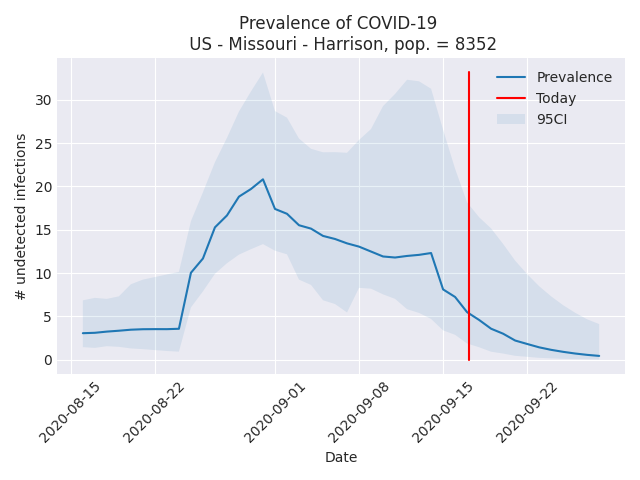 Prevalence of COVID-19
US - Missouri - Harrison, pop. = 8352
# undetected infections
30
25
20
15
10
5
0
Prevalence
Today
95CI
2020-08-15
2020-08-22
2020-09-01
2020-09-08
2020-09-15
2020-09-22
Date